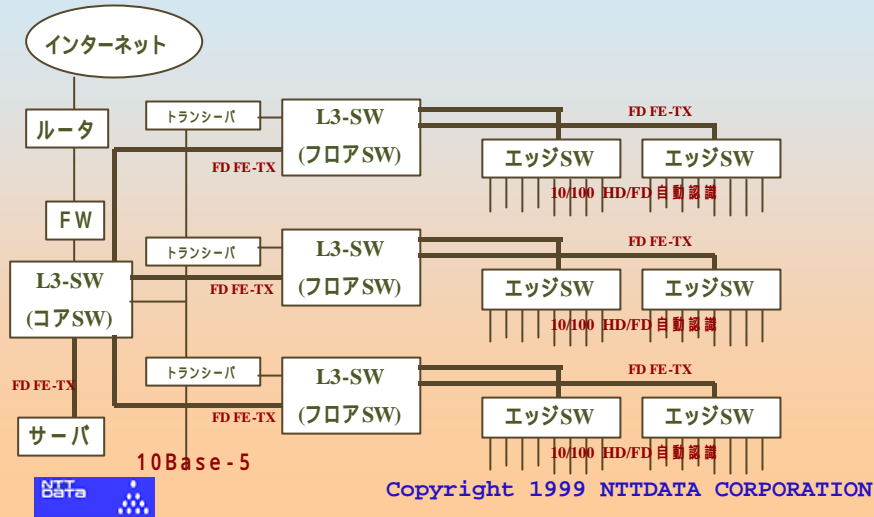 インターネット
ルータ
FW
L3-SW
(コアSW)
FD FE-TX
サーバ
10Base-5
トランシーバ
FD FE-TX
L3-SW
(フロアSW)
FD FE-TX
エッジSW
エッジSW
10/100 HD/FD 自動認識
トランシーバ
FD FE-TX
L3-SW
(フロアSW)
FD FE-TX
エッジSW
エッジSW
10/100 HD/FD 自動認識
トランシーバ
FD FE-TX
L3-SW
(フロアSW)
FD FE-TX
エッジSW
エッジSW
10/100 HD/FD 自動認識
NTT
Data
Copyright 1999 NTTDATA CORPORATION